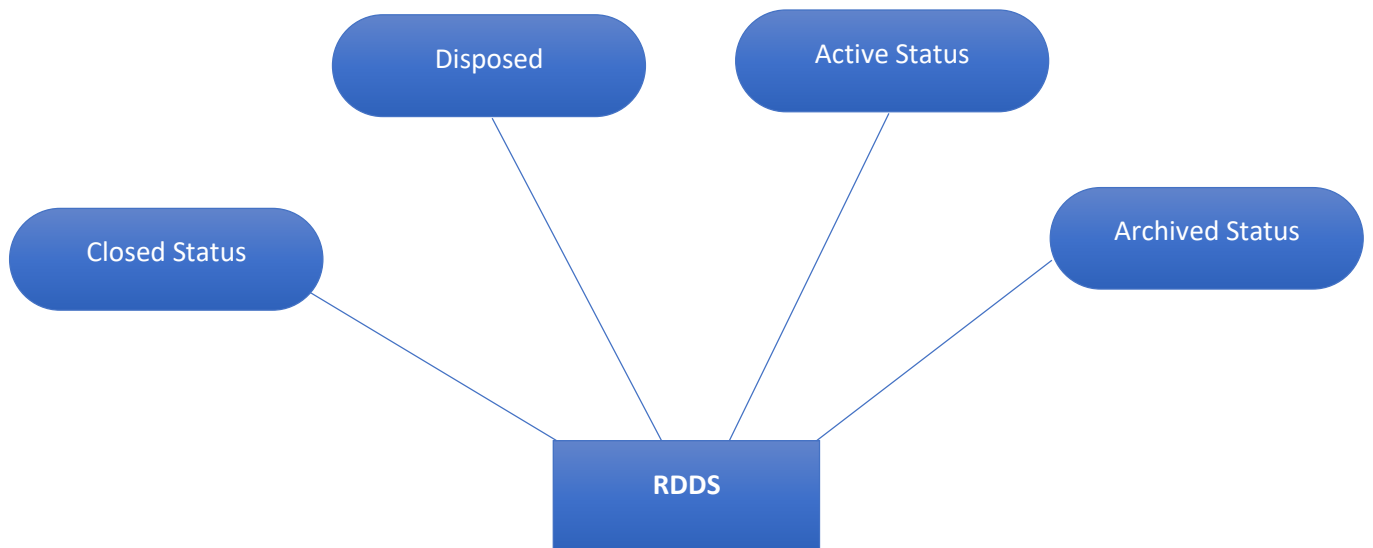 Disposed
Active Status
Closed Status
Archived Status
RDDS